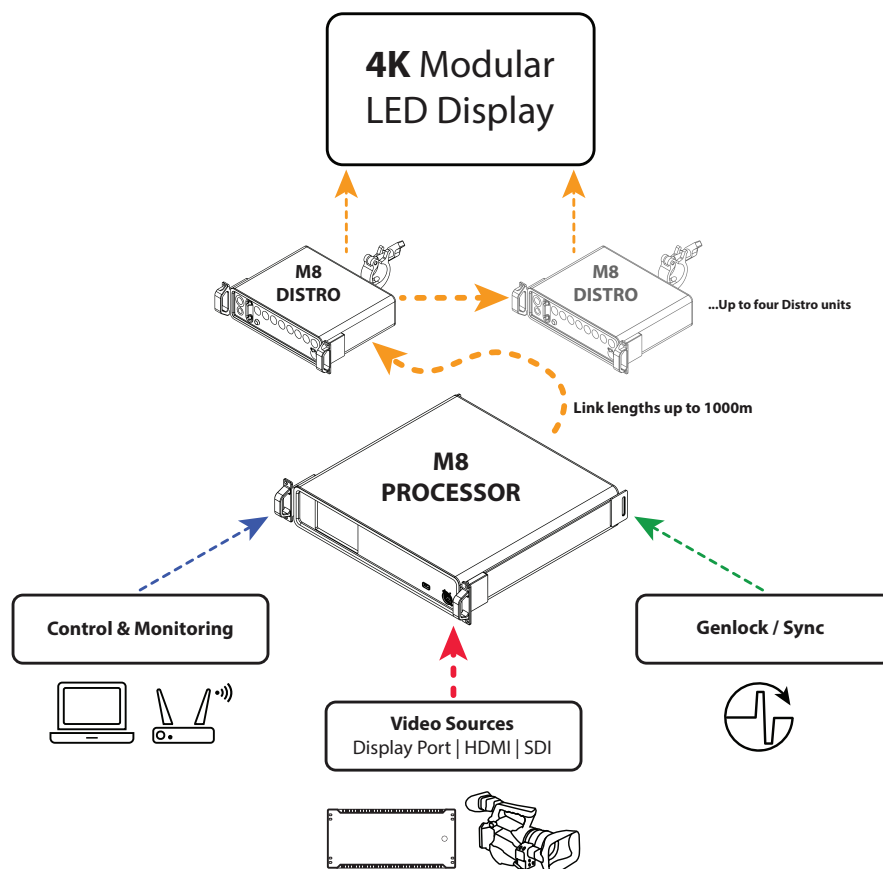 4K Modular
LED Display
M8
DISTRO
M8
DISTRO
...Up to four Distro units
Link lengths up to 1000m
M8
PROCESSOR
Control & Monitoring
Genlock / Sync
Video Sources
Display Port | HDMI | SDI